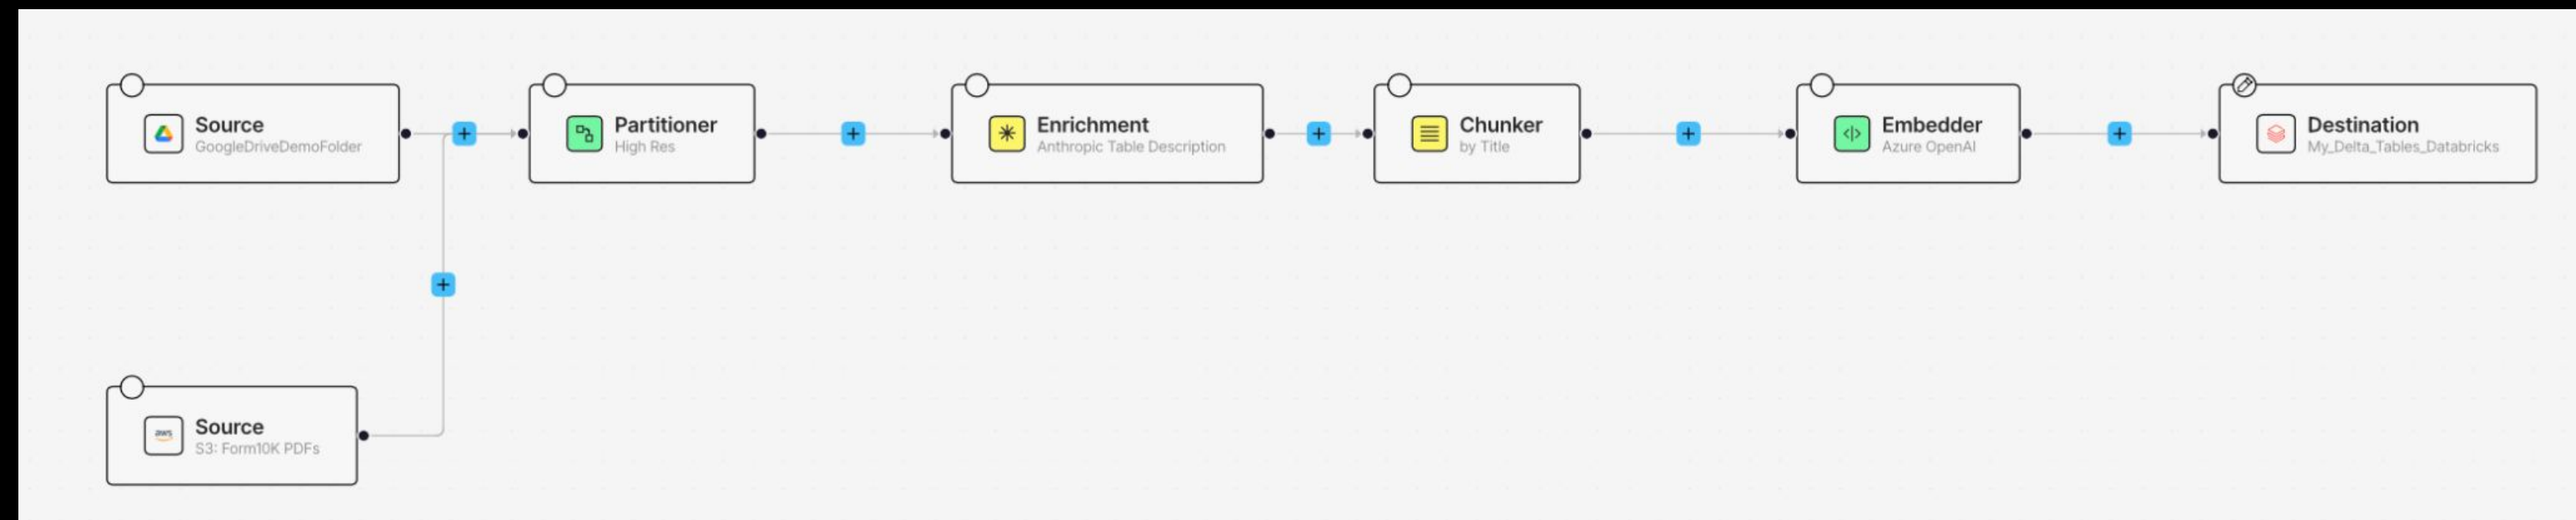 Source
GoogleDriveDemoFolder
Partitioner
High Res
Enrichment
Anthropic Table Description
Chunker
by Title
Embedder
Azure OpenAI
Destination
My_Delta_Tables_Databricks
aws
Source
S3: Form10K PDFs